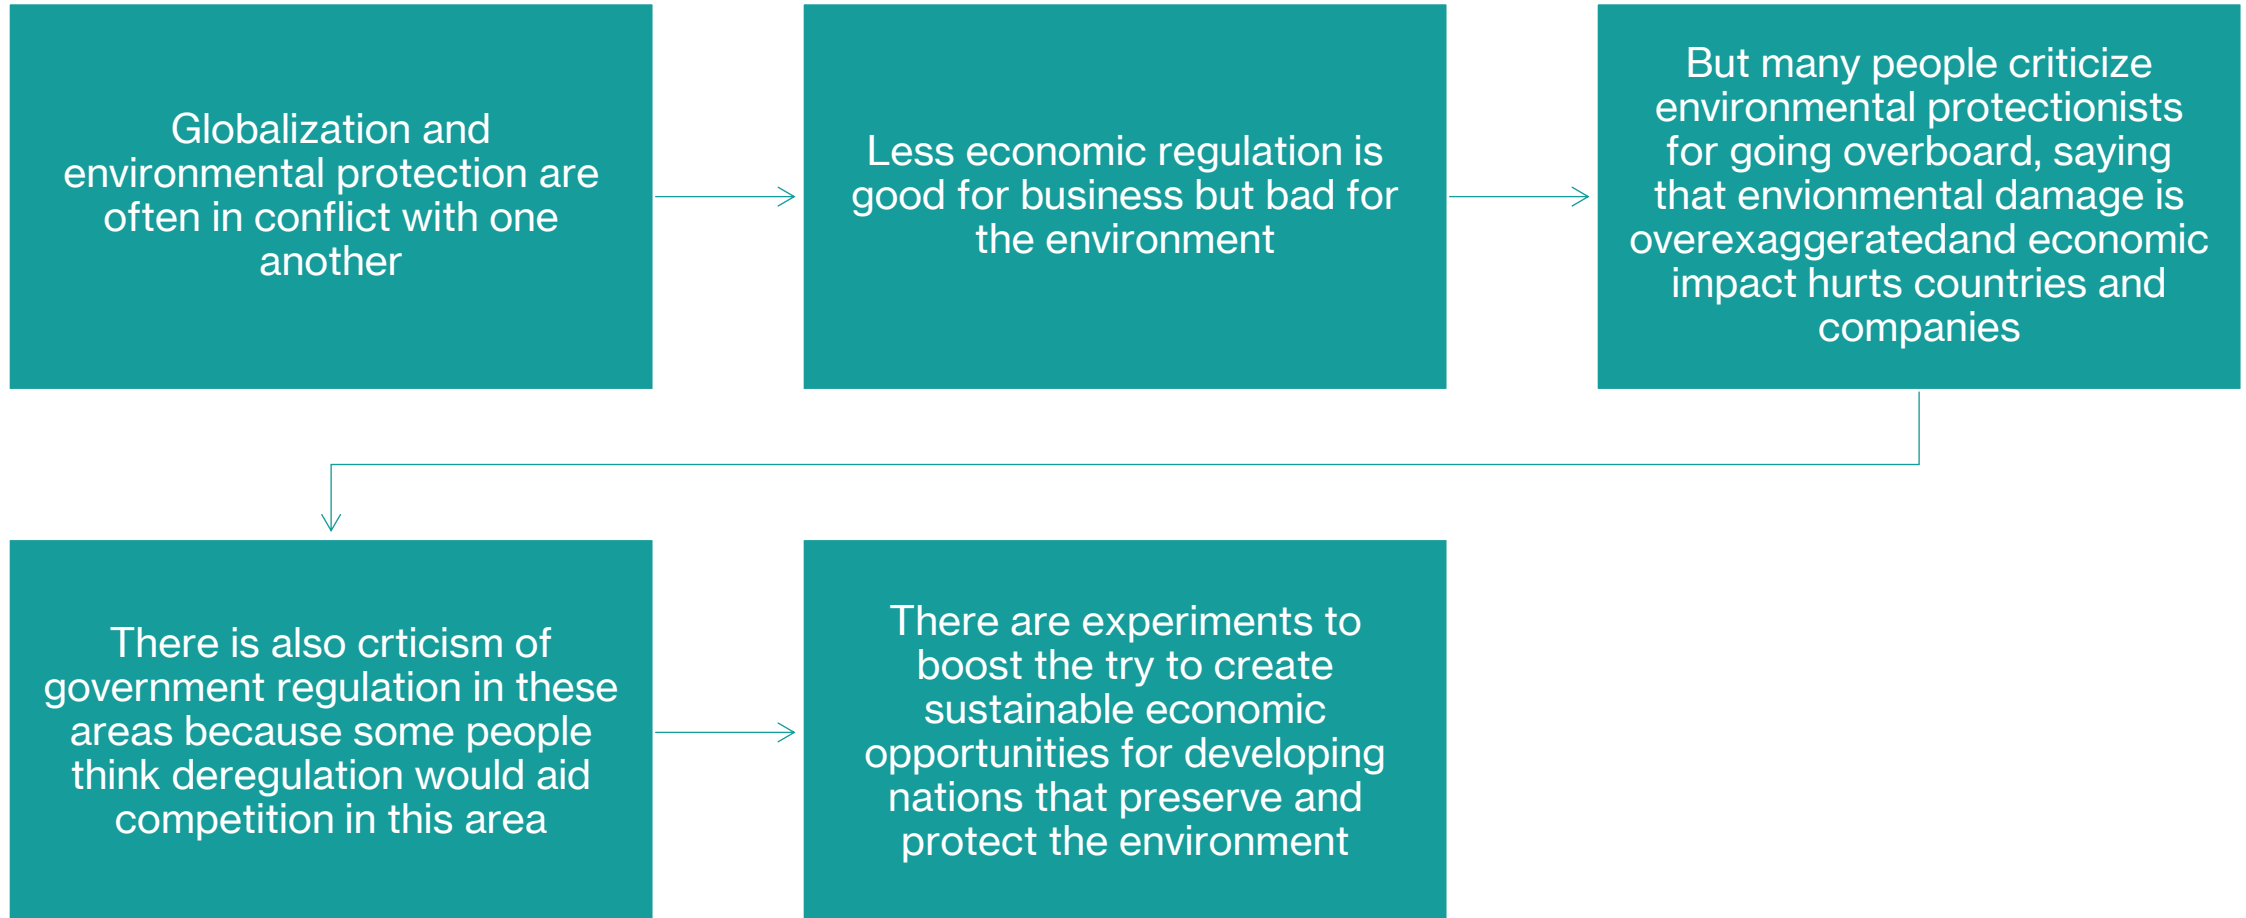 Globalization and
environmental protection are
often in conflict with one
another
Less economic regulation is
good for business but bad for
the environment
But many people criticize
environmental protectionists
for going overboard, saying
that envionmental damage is
overexaggeratedand economic
impact hurts countries and
companies
There is also crticism of
government regulation in these
areas because some people
think deregulation would aid
competition in this area
There are experiments to
boost the try to create
sustainable economic
opportunities for developing
nations that preserve and
protect the environment